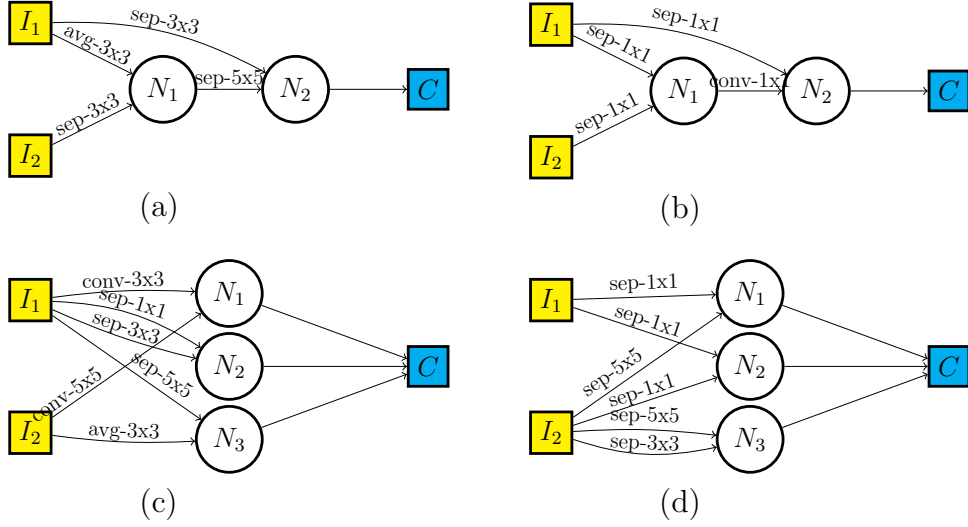 I₁
sep-3x3
avg-3x3
N₁
sep-5x5
N₂
C
sep-3x3
I₂
(a)
I₁
sep-1x1
sep-1x1
N₁
conv-1x1
N₂
C
sep-1x1
I₂
(b)
I₁
conv-3x3
N₁
sep-1x1
sep-3x3
N₂
C
sep-5x5
conv-5x5
I₂
avg-3x3
N₃
(c)
I₁
sep-1x1
N₁
sep-1x1
sep-5x5
N₂
C
sep-1x1
I₂
sep-5x5
sep-3x3
N₃
(d)